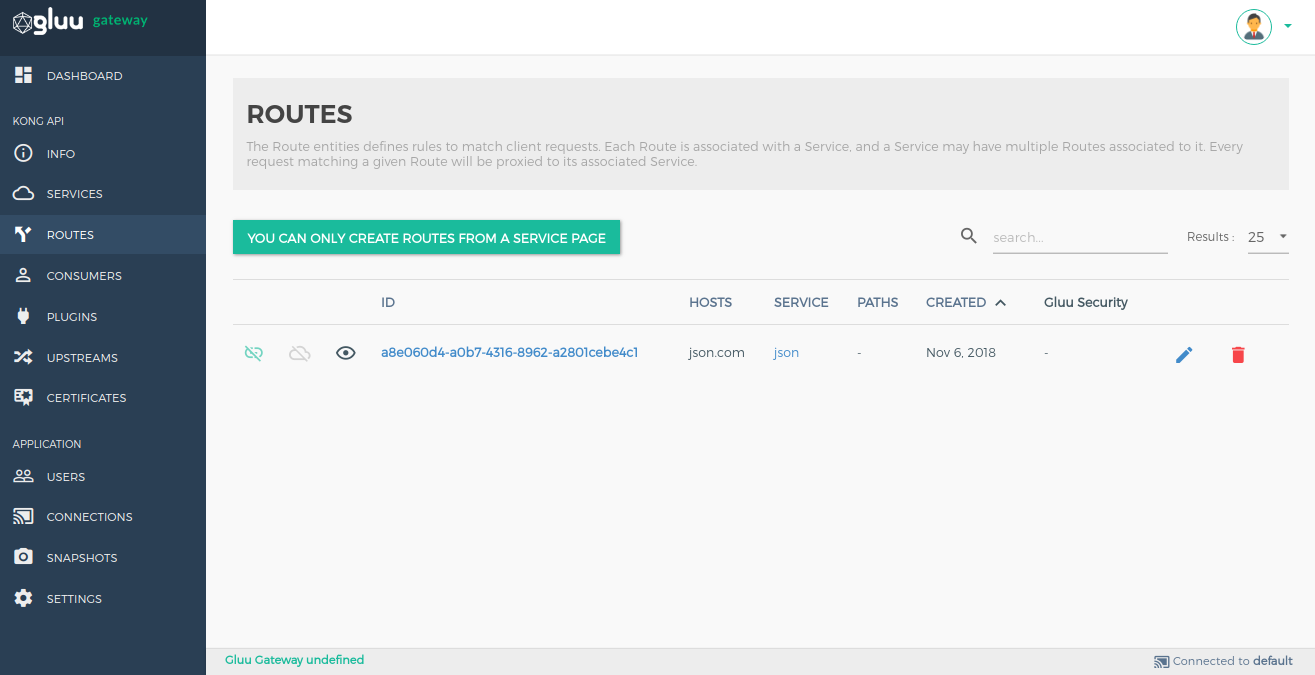 gluu gateway
DASHBOARD
KONG API
INFO
SERVICES
ROUTES
CONSUMERS
PLUGINS
UPSTREAMS
CERTIFICATES
APPLICATION
USERS
CONNECTIONS
SNAPSHOTS
SETTINGS
ROUTES
The Route entities defines rules to match client requests. Each Route is associated with a Service, and a Service may have multiple Routes associated to it. Every
request matching a given Route will be proxied to its associated Service.
YOU CAN ONLY CREATE ROUTES FROM A SERVICE PAGE
search...
Results :
25
ID HOSTS SERVICE PATHS CREATED Gluu Security
a8e060d4-a0b7-4316-8962-a2801cebe4c1 json.com json - Nov 6, 2018 -
Gluu Gateway undefined
Connected to default